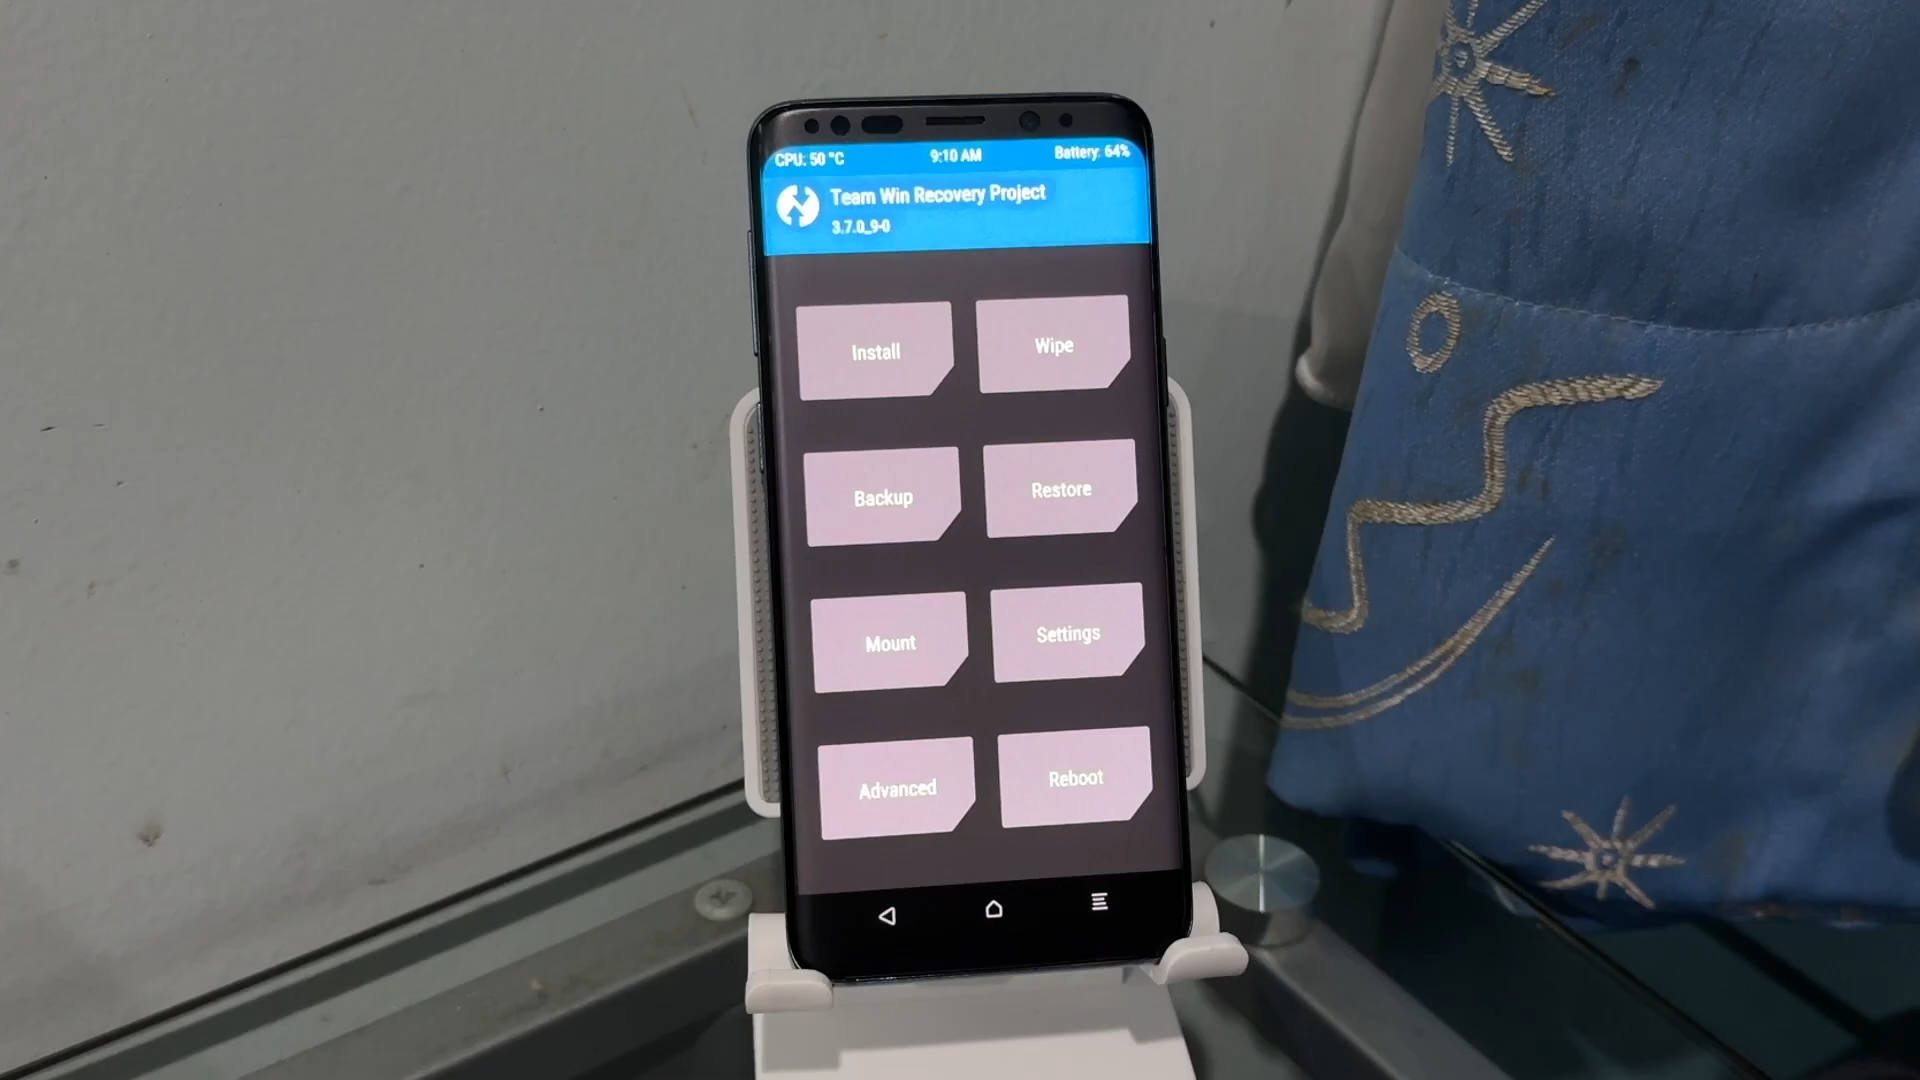 CPU: 50 °C 9:10 AM Battery: 64%
Team Win Recovery Project
3.7.0_9-0
Install Wipe
Backup Restore
Mount Settings
Advanced Reboot